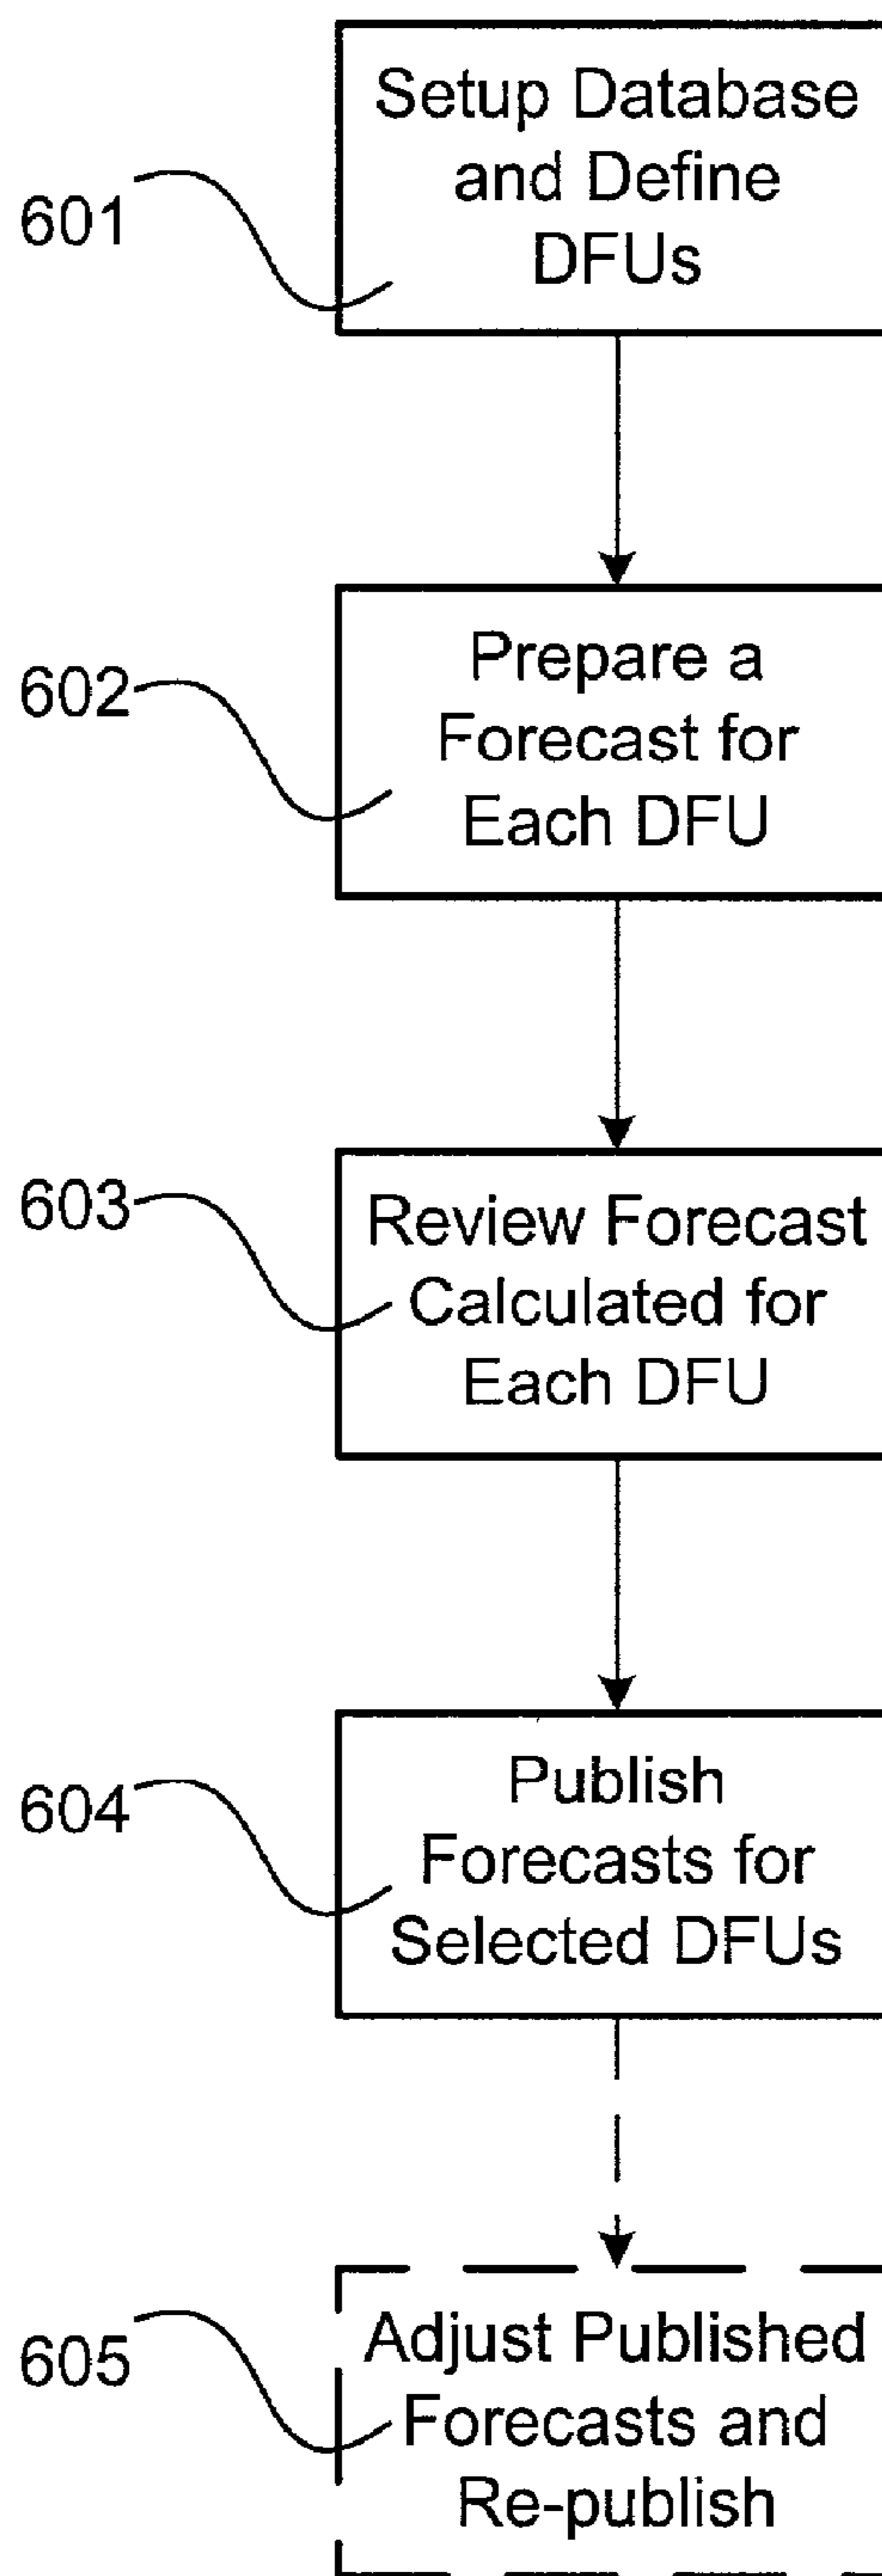 Setup Database
and Define
DFUs
601
Prepare a
Forecast for
Each DFU
602
Review Forecast
Calculated for
Each DFU
603
Publish
Forecasts for
Selected DFUs
604
Adjust Published
Forecasts and
Re-publish
605